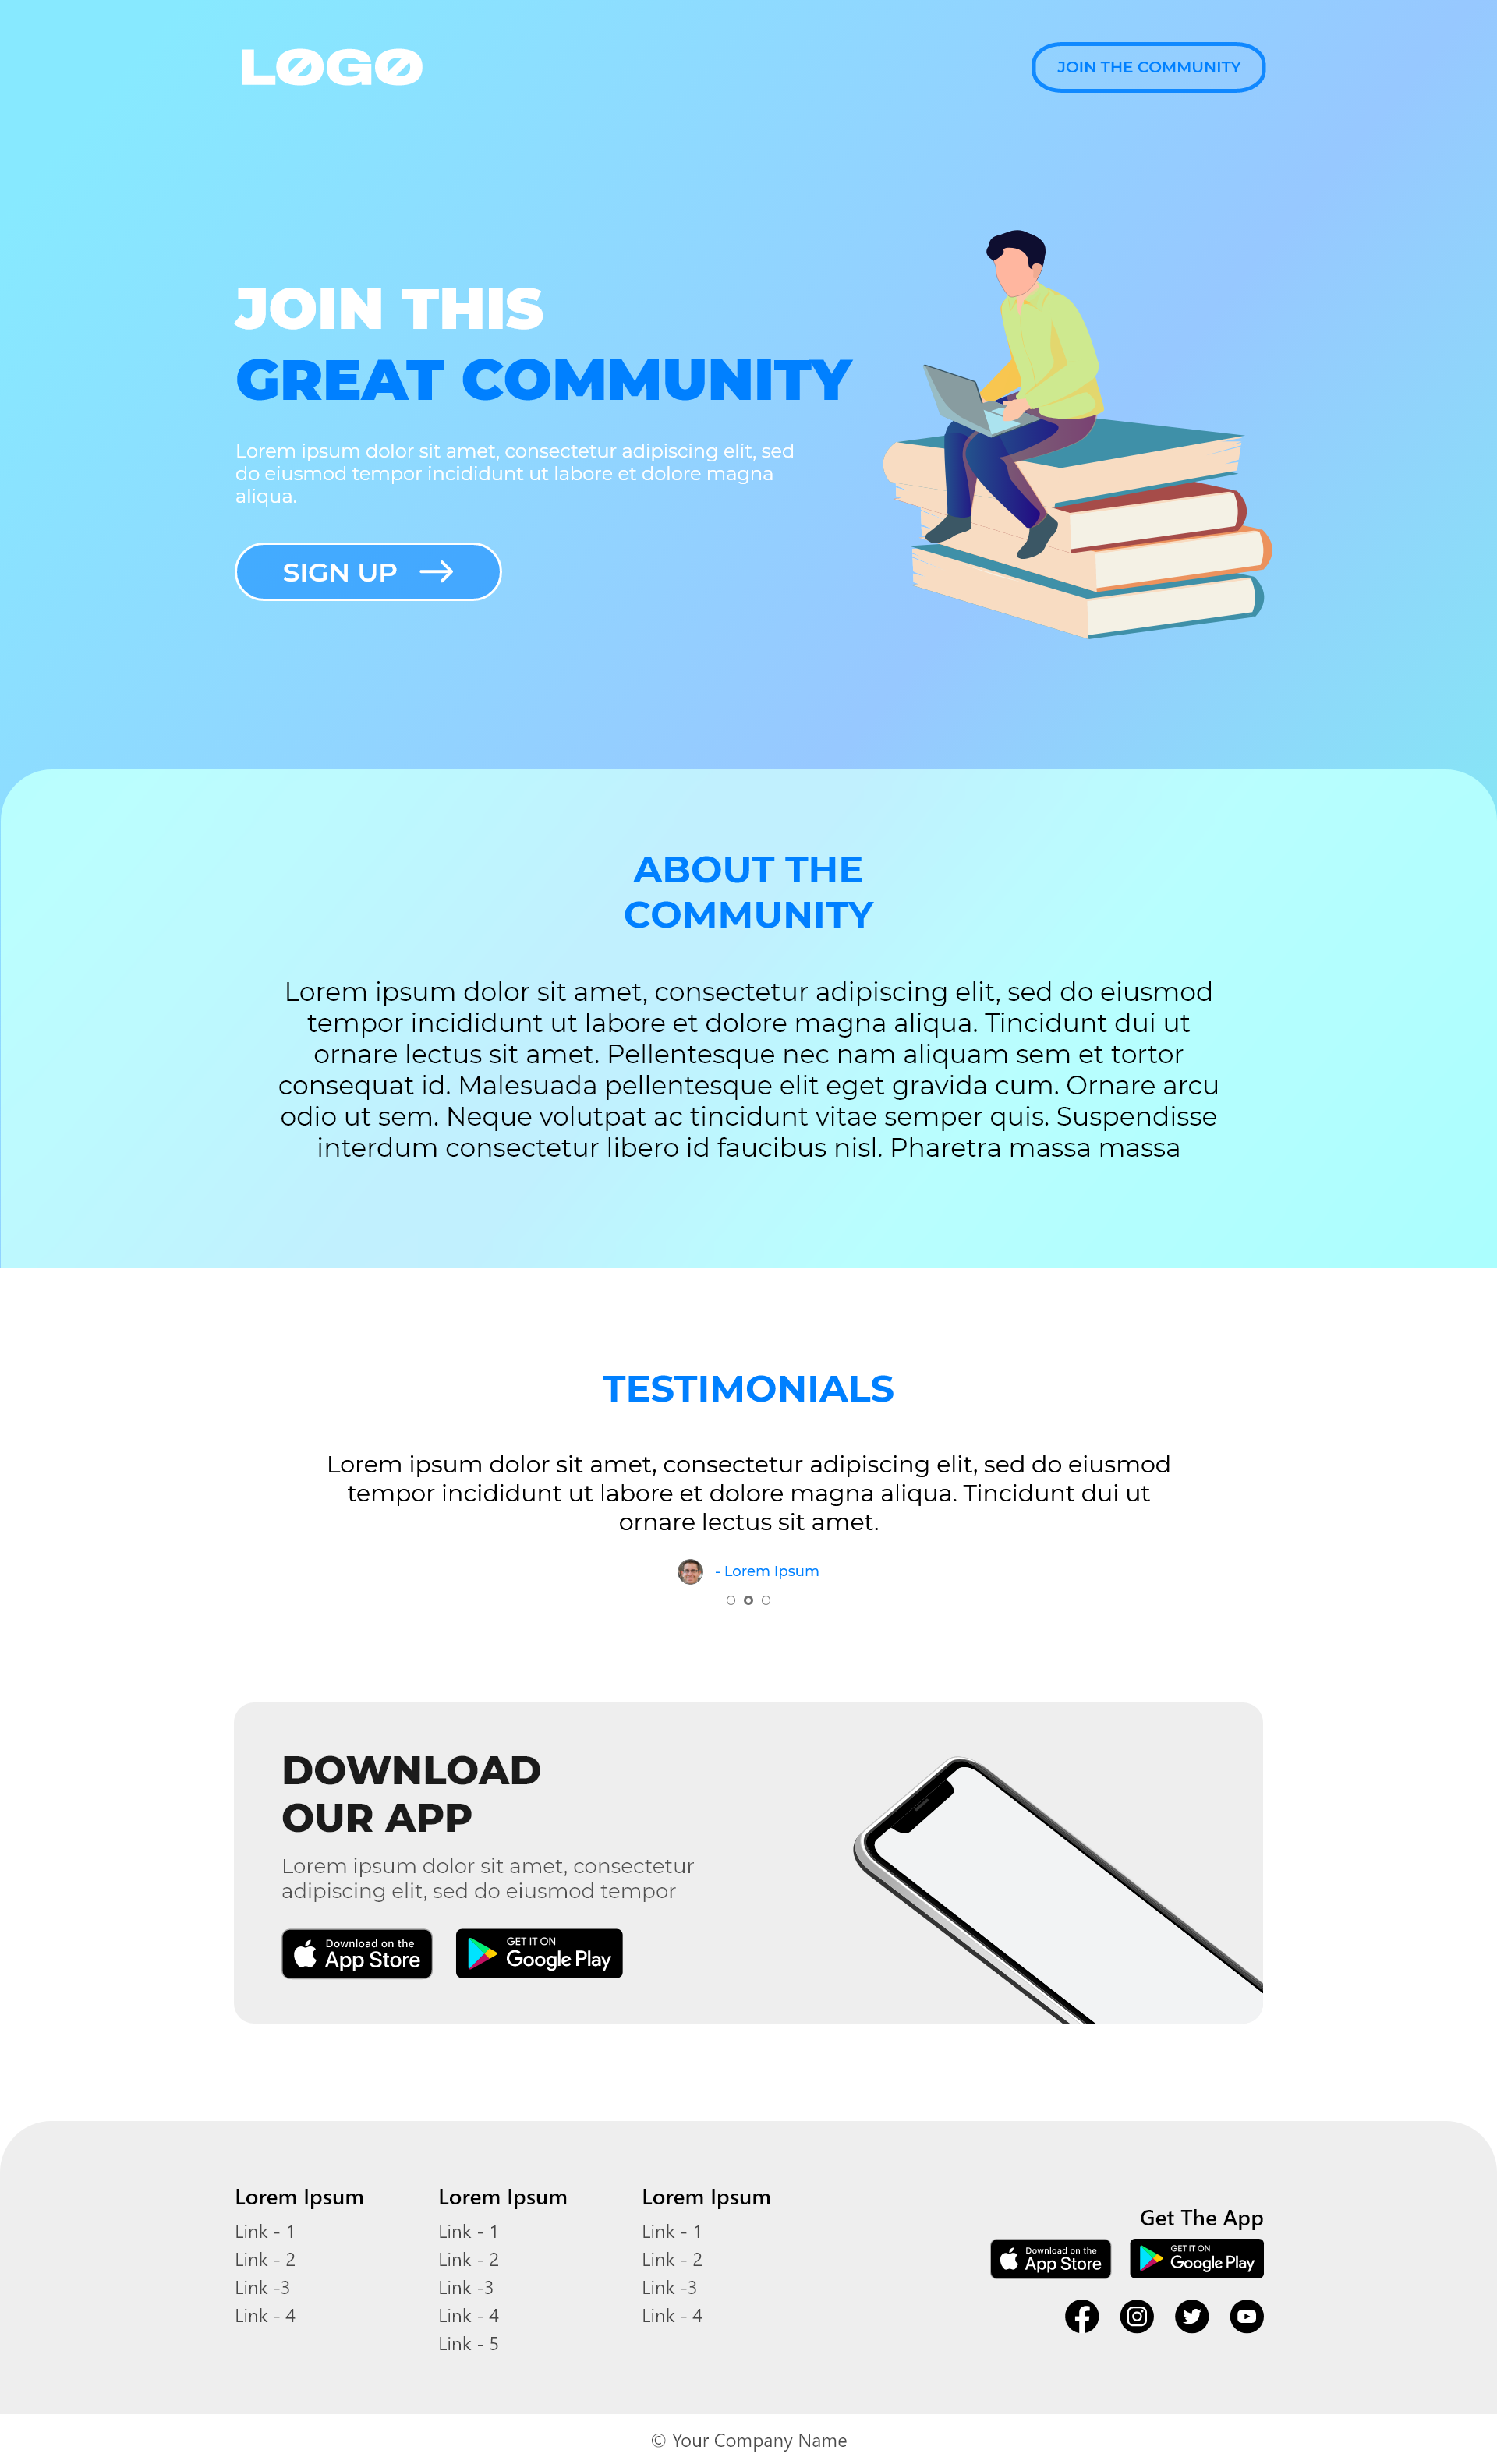 LØGØ
JOIN THE COMMUNITY
JOIN THIS
GREAT COMMUNITY
Lorem ipsum dolor sit amet, consectetur adipiscing elit, sed
do eiusmod tempor incididunt ut labore et dolore magna
aliqua.
SIGN UP
ABOUT THE
COMMUNITY
Lorem ipsum dolor sit amet, consectetur adipiscing elit, sed do eiusmod
tempor incididunt ut labore et dolore magna aliqua. Tincidunt dui ut
ornare lectus sit amet. Pellentesque nec nam aliquam sem et tortor
consequat id. Malesuada pellentesque elit eget gravida cum. Ornare arcu
odio ut sem. Neque volutpat ac tincidunt vitae semper quis. Suspendisse
interdum consectetur libero id faucibus nisl. Pharetra massa massa
TESTIMONIALS
Lorem ipsum dolor sit amet, consectetur adipiscing elit, sed do eiusmod
tempor incididunt ut labore et dolore magna aliqua. Tincidunt dui ut
ornare lectus sit amet.
- Lorem Ipsum
DOWNLOAD
OUR APP
Lorem ipsum dolor sit amet, consectetur
adipiscing elit, sed do eiusmod tempor
Download on the
App Store
GET IT ON
Google Play
Lorem Ipsum
Link - 1
Link - 2
Link -3
Link - 4
Lorem Ipsum
Link - 1
Link - 2
Link -3
Link - 4
Link - 5
Lorem Ipsum
Link - 1
Link - 2
Link -3
Link - 4
Get The App
Download on the
App Store
GET IT ON
Google Play
© Your Company Name